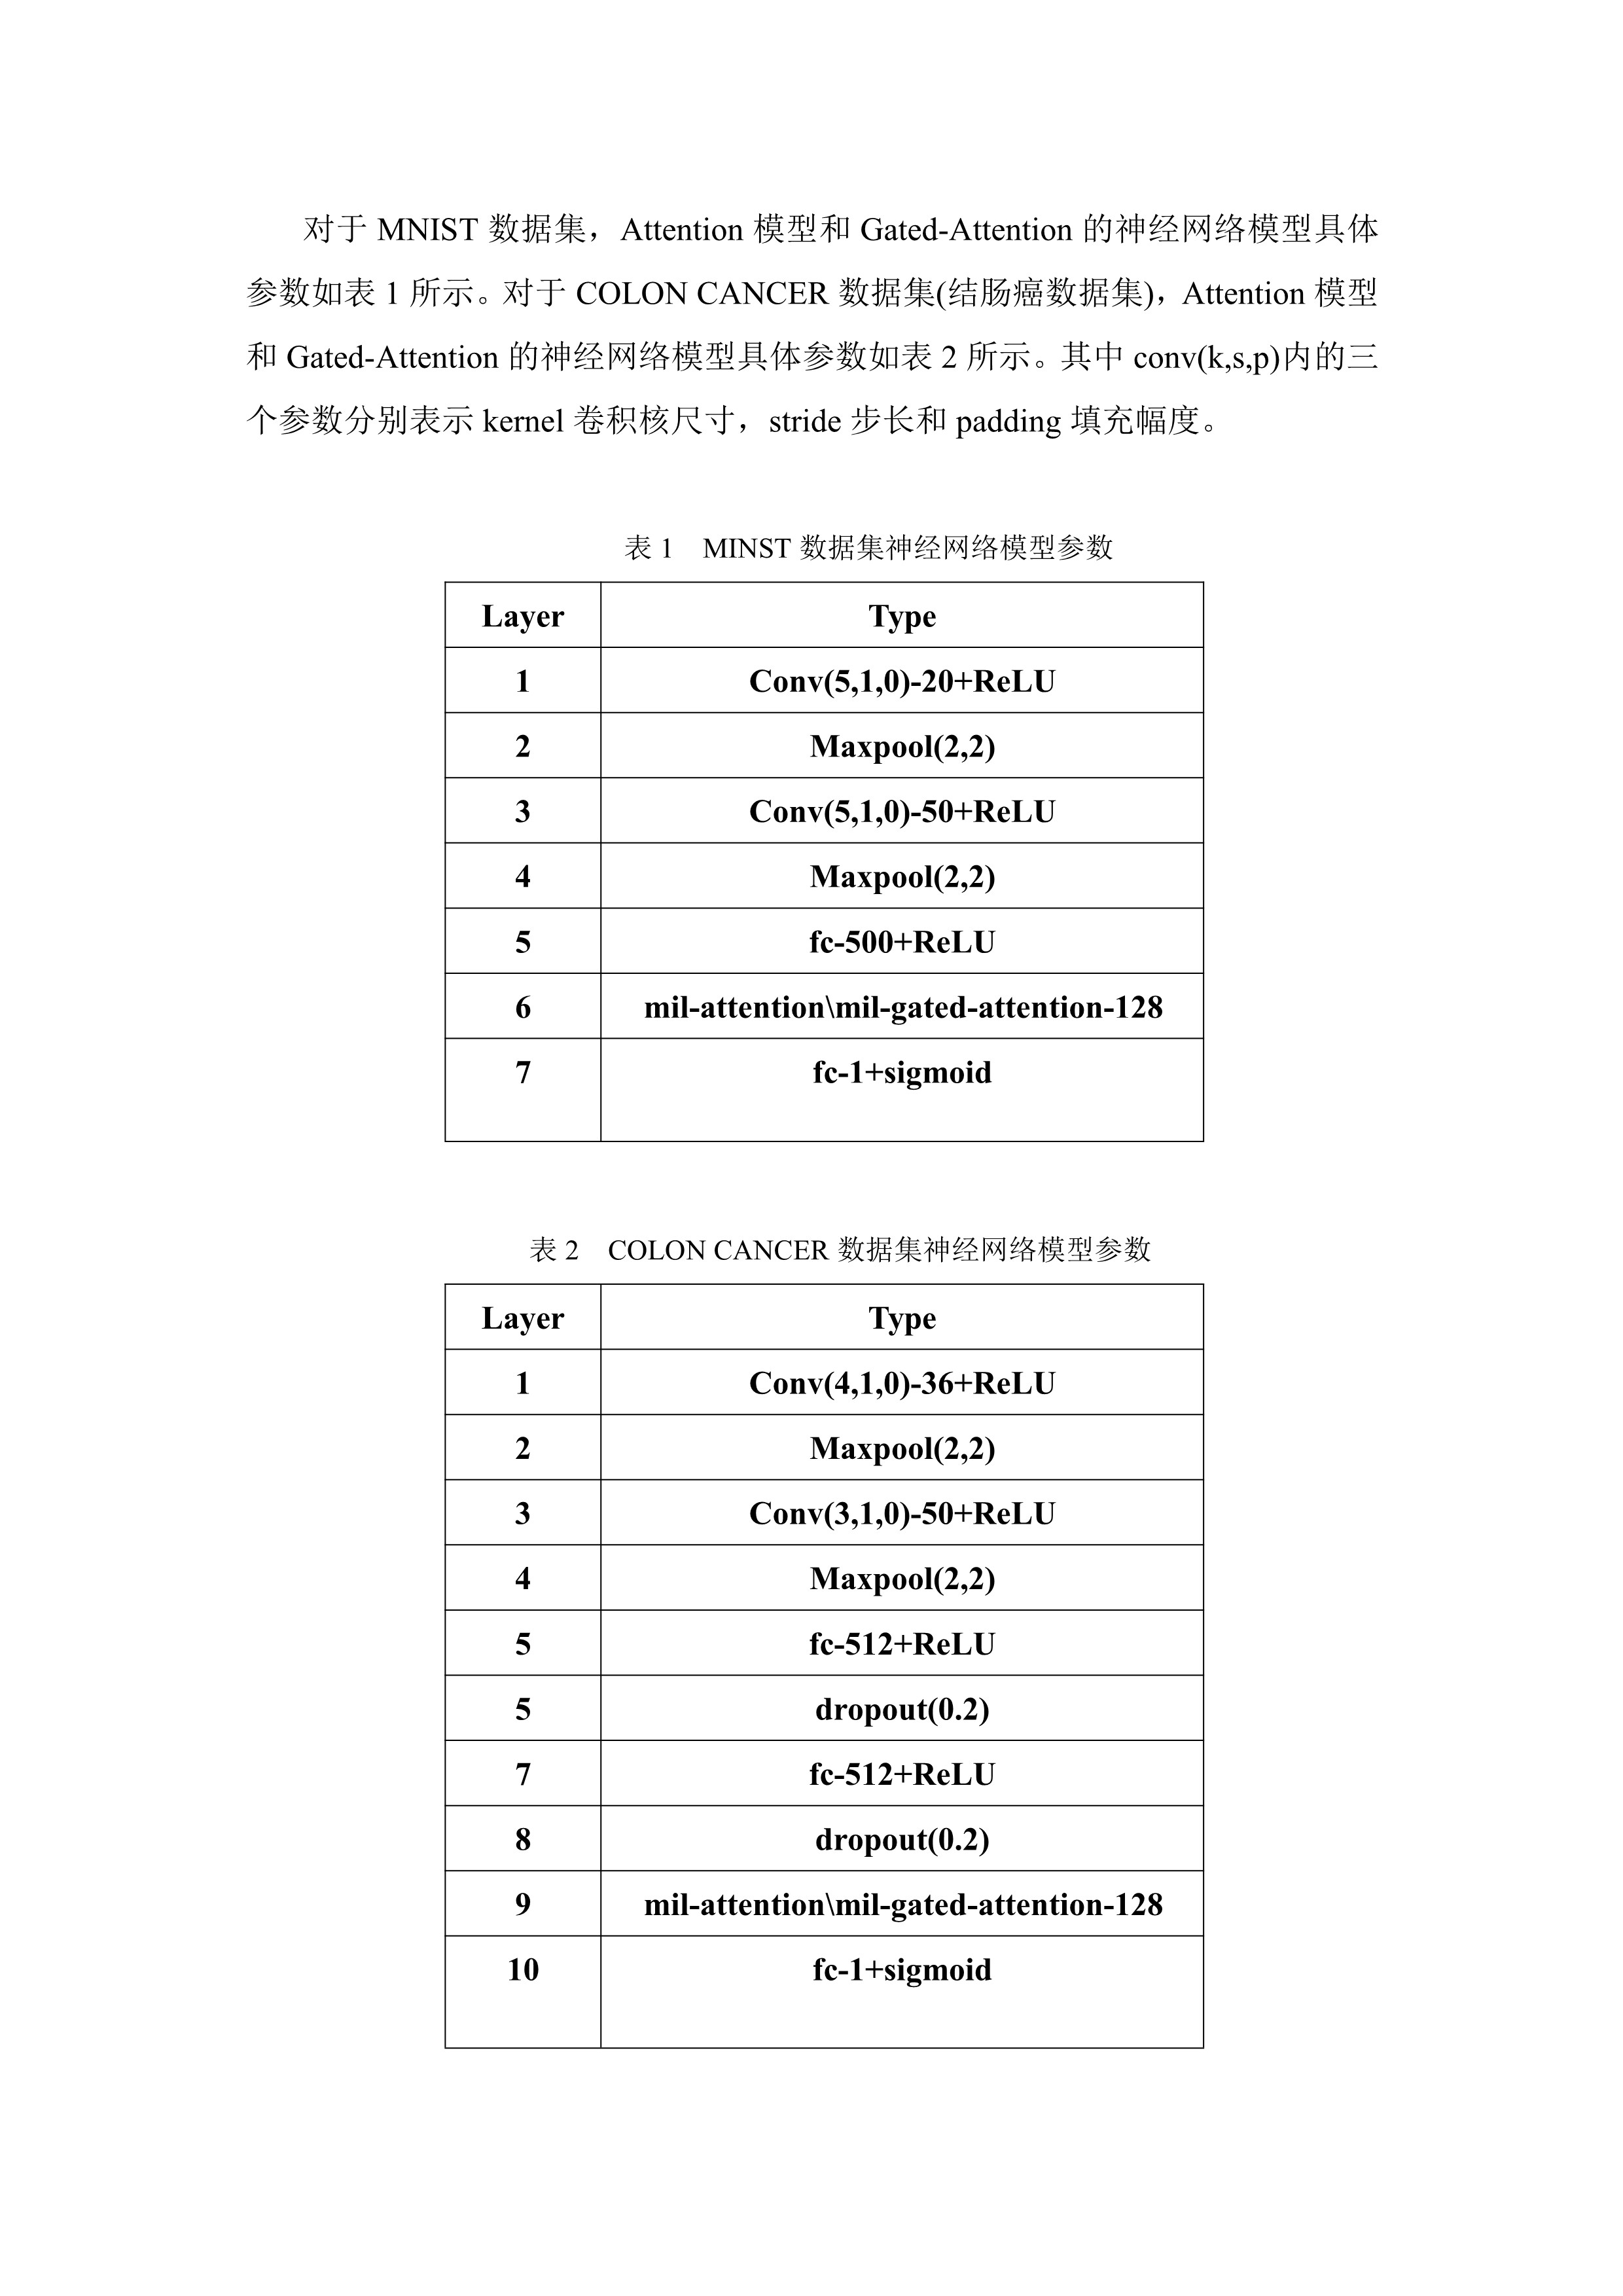 对于 MNIST 数据集，Attention 模型和 Gated-Attention 的神经网络模型具体
参数如表 1 所示。对于 COLON CANCER 数据集(结肠癌数据集)，Attention 模型
和 Gated-Attention 的神经网络模型具体参数如表 2 所示。其中 conv(k,s,p)内的三
个参数分别表示 kernel 卷积核尺寸，stride 步长和 padding 填充幅度。
表 1 MINST 数据集神经网络模型参数
Layer Type
1 Conv(5,1,0)-20+ReLU
2 Maxpool(2,2)
3 Conv(5,1,0)-50+ReLU
4 Maxpool(2,2)
5 fc-500+ReLU
6 mil-attention\mil-gated-attention-128
7 fc-1+sigmoid
表 2 COLON CANCER 数据集神经网络模型参数
Layer Type
1 Conv(4,1,0)-36+ReLU
2 Maxpool(2,2)
3 Conv(3,1,0)-50+ReLU
4 Maxpool(2,2)
5 fc-512+ReLU
5 dropout(0.2)
7 fc-512+ReLU
8 dropout(0.2)
9 mil-attention\mil-gated-attention-128
10 fc-1+sigmoid